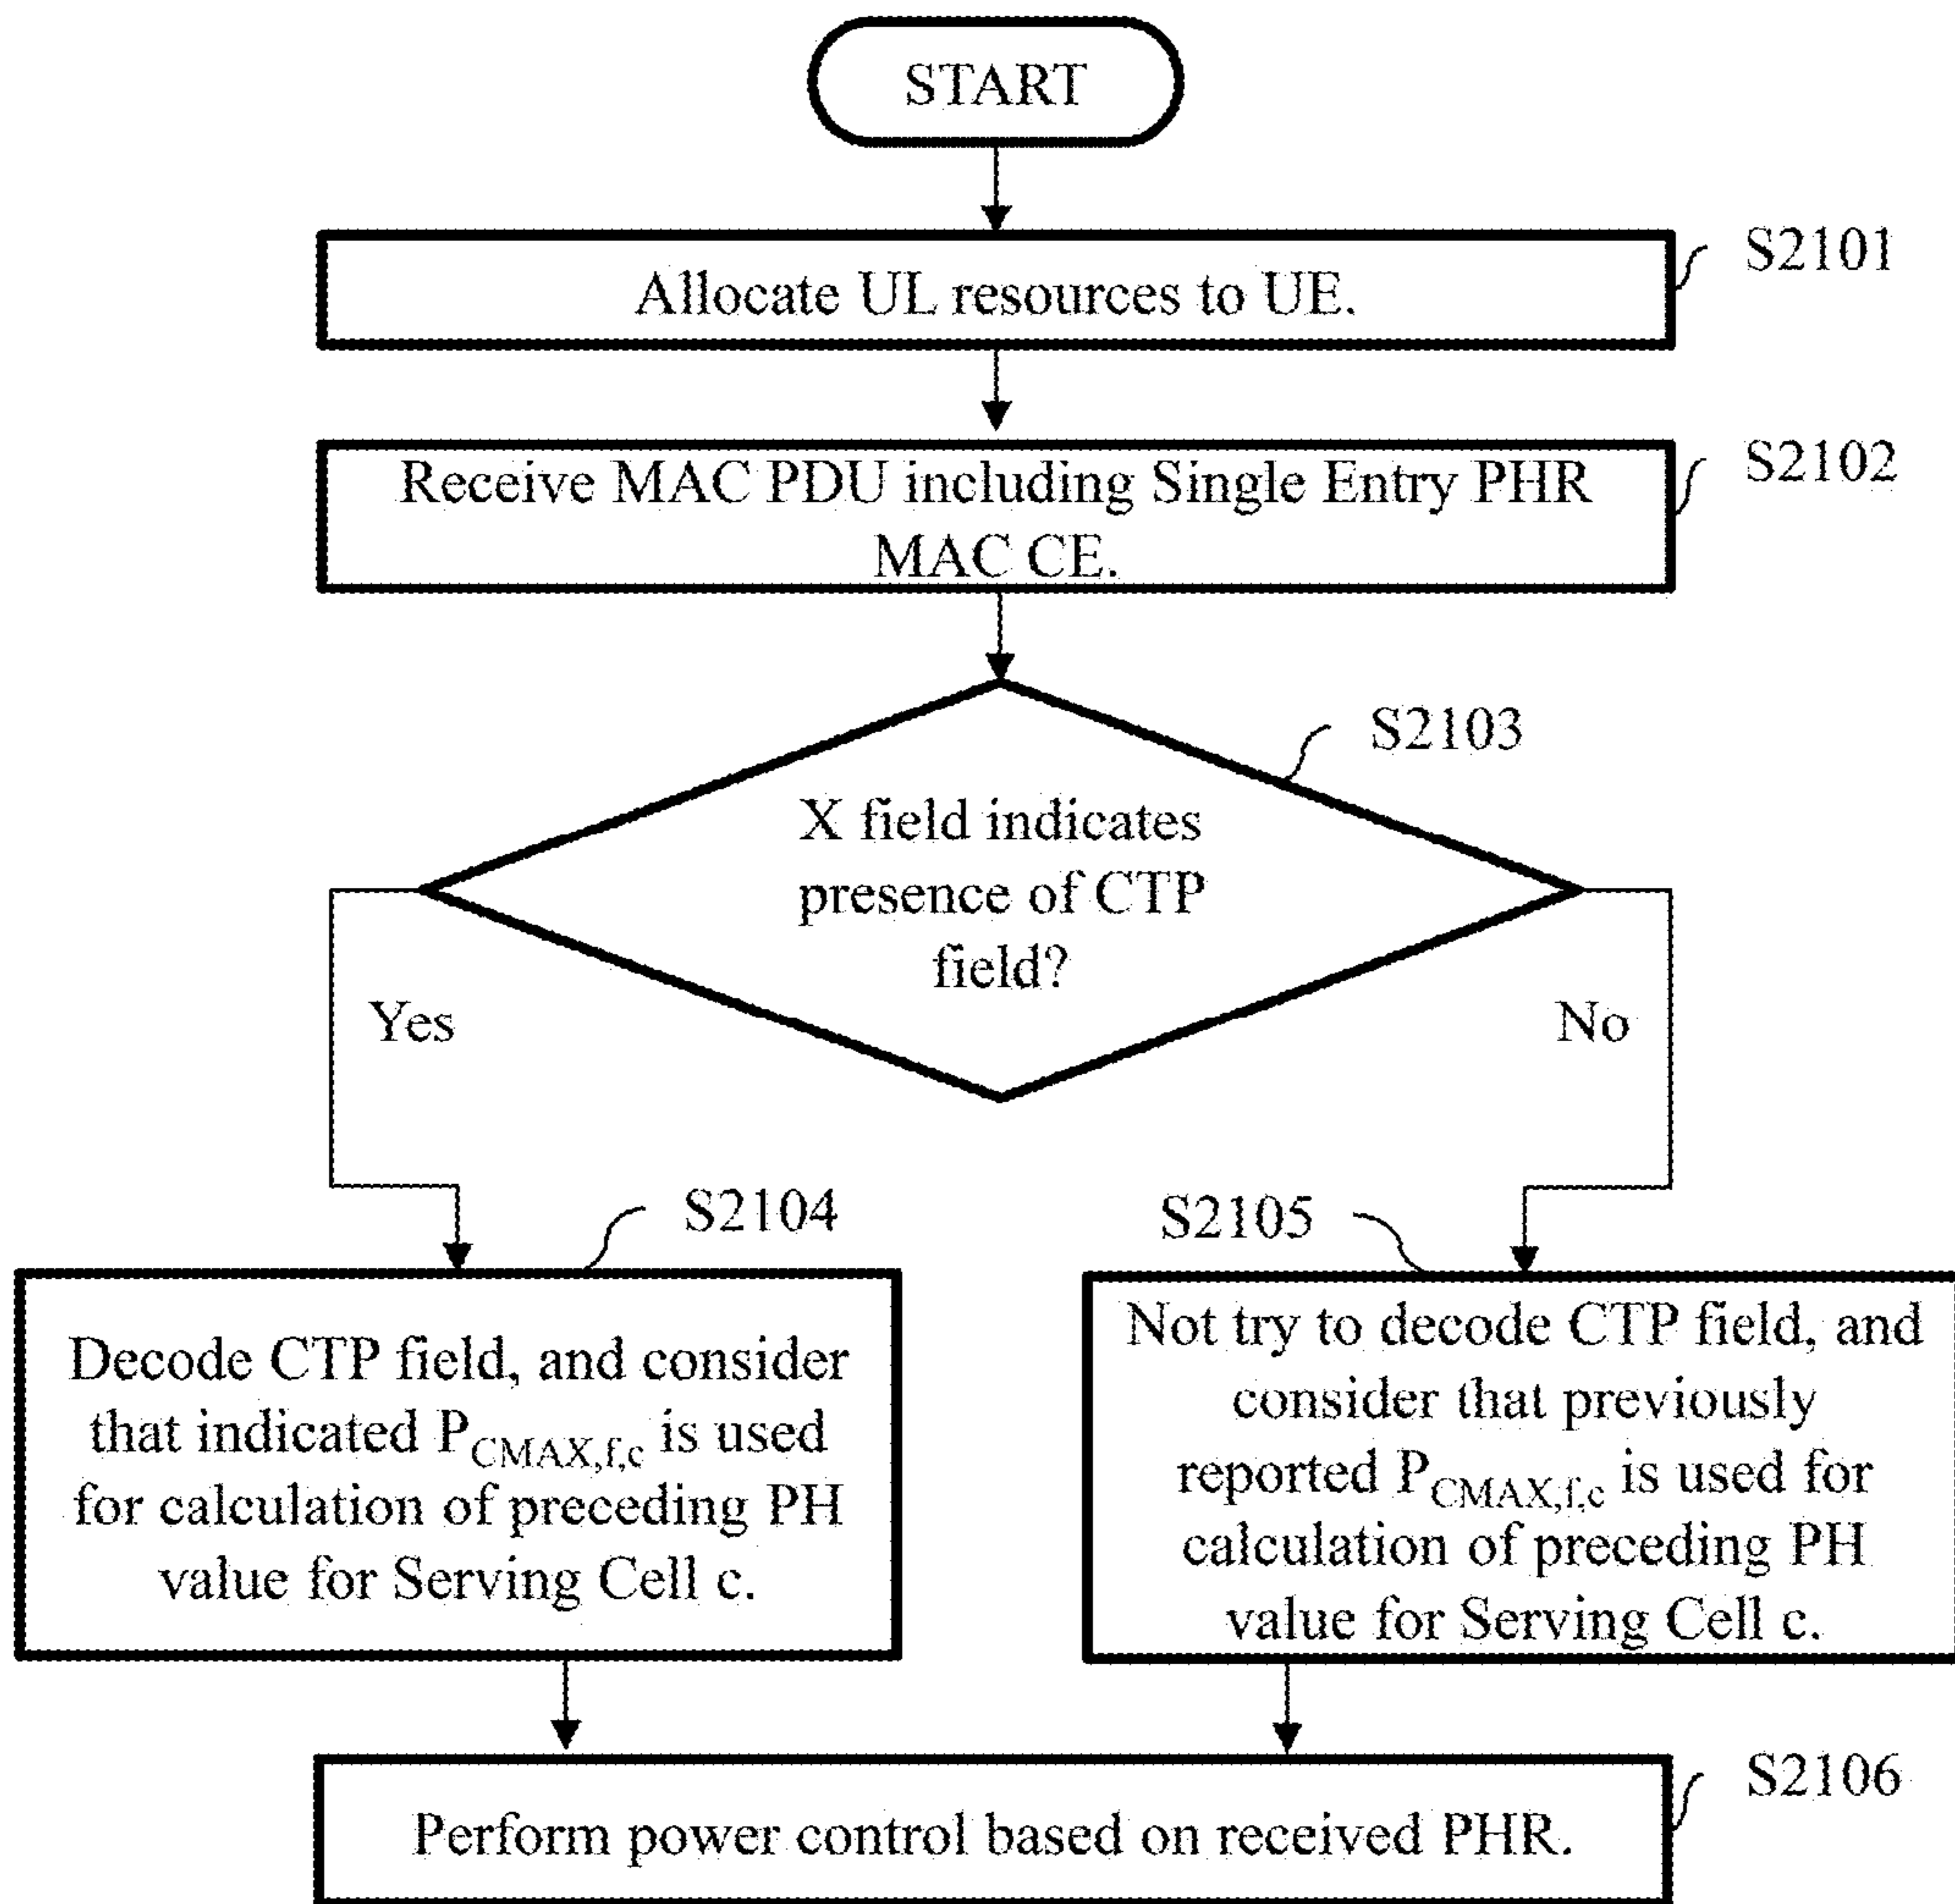 START
S2101
Allocate UL resources to UE.
S2102
Receive MAC PDU including Single Entry PHR
MAC CE.
S2103
X field indicates
presence of CTP
field?
Yes
No
S2104
S2105
Decode CTP field, and consider
that indicated P_CMAX,f,c is used
for calculation of preceding PH
value for Serving Cell c.
Not try to decode CTP field, and
consider that previously
reported P_CMAX,f,c is used for
calculation of preceding PH
value for Serving Cell c.
S2106
Perform power control based on received PHR.